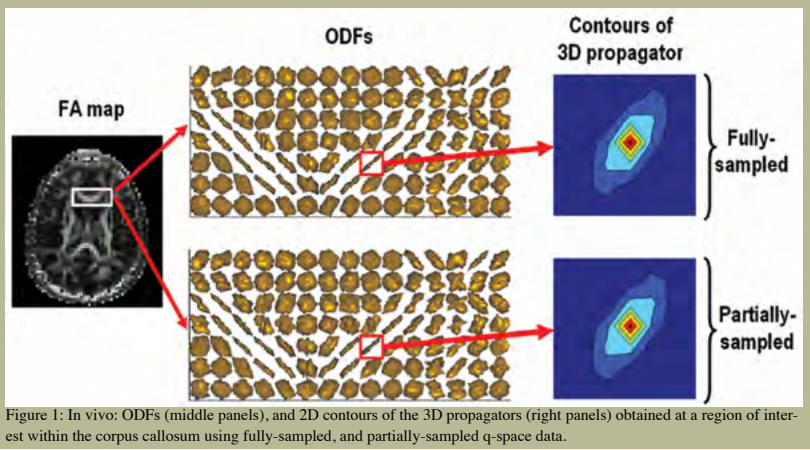 ODFs
Contours of
3D propagator
FA map
Fully-
sampled
Partially-
sampled
Figure 1: In vivo: ODFs (middle panels), and 2D contours of the 3D propagators (right panels) obtained at a region of inter-
est within the corpus callosum using fully-sampled, and partially-sampled q-space data.